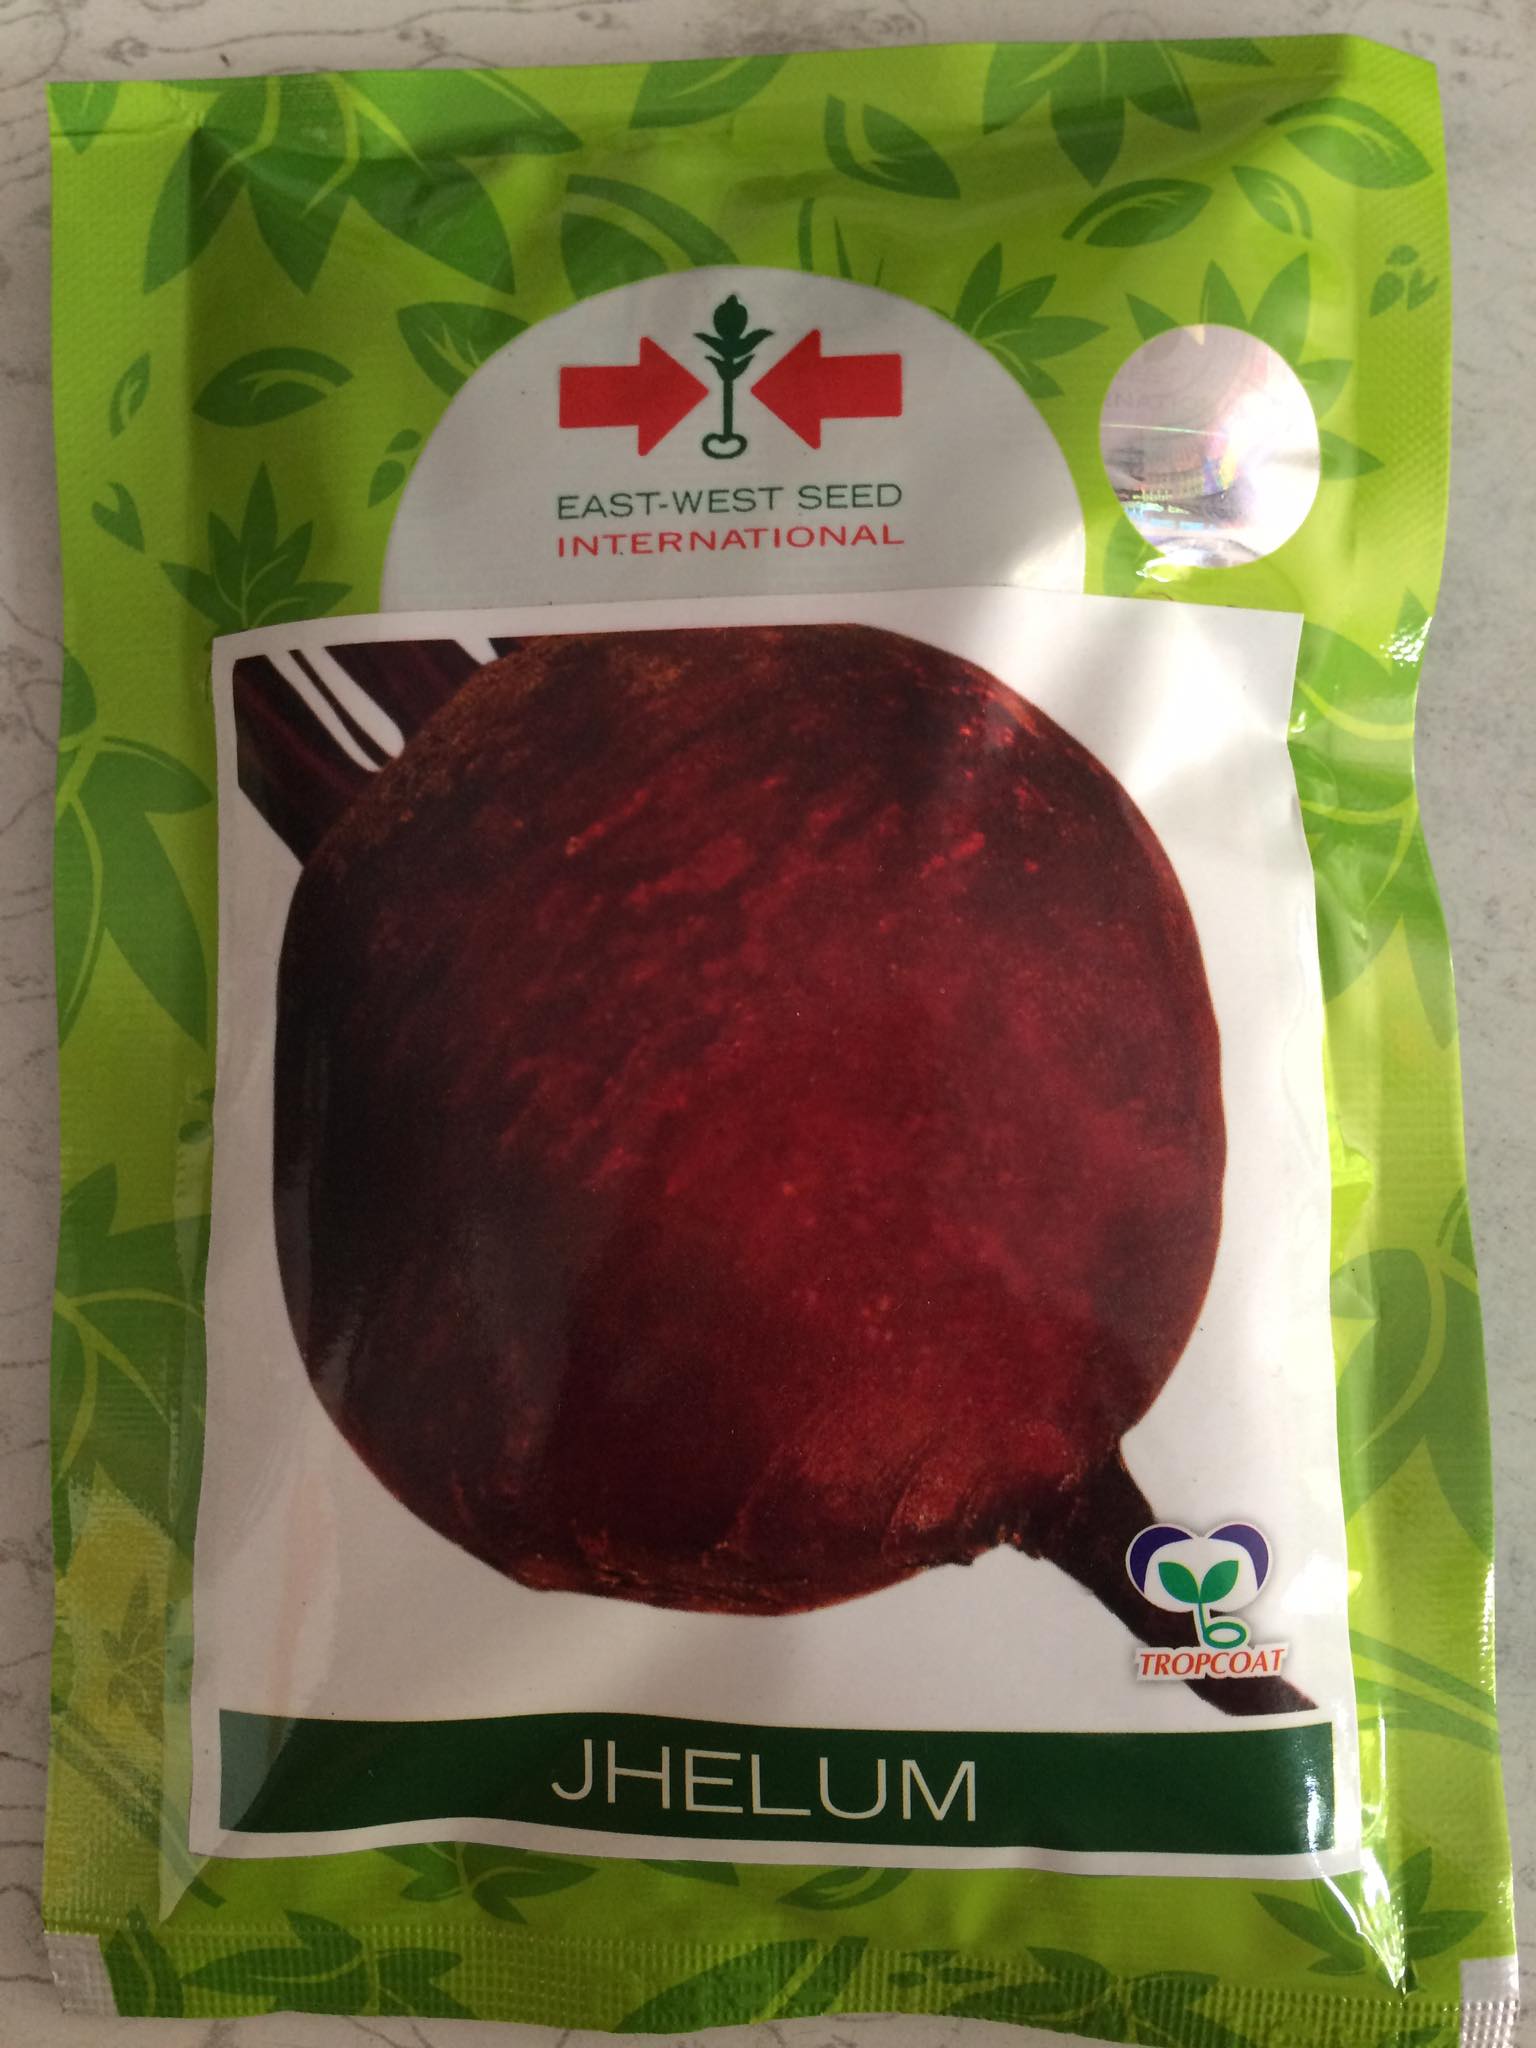 EAST-WEST SEED
INTERNATIONAL
TROPCOAT
JHELUM